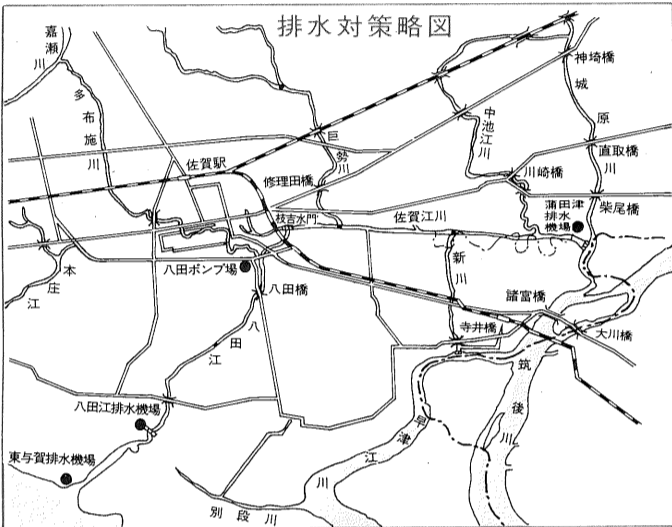 排水対策略図
嘉瀬川
多布施川
佐賀駅
巨勢川
修理田橋
中池江川
神埼橋
城原川
直取橋
川崎橋
蒲田津
排水
機場
柴尾橋
枝吉水門
佐賀江川
新川
八田ポンプ場
八田橋
本庄江
八田江
諸富橋
大川橋
寺井橋
筑後川
早津江川
八田江排水機場
東与賀排水機場
別段川